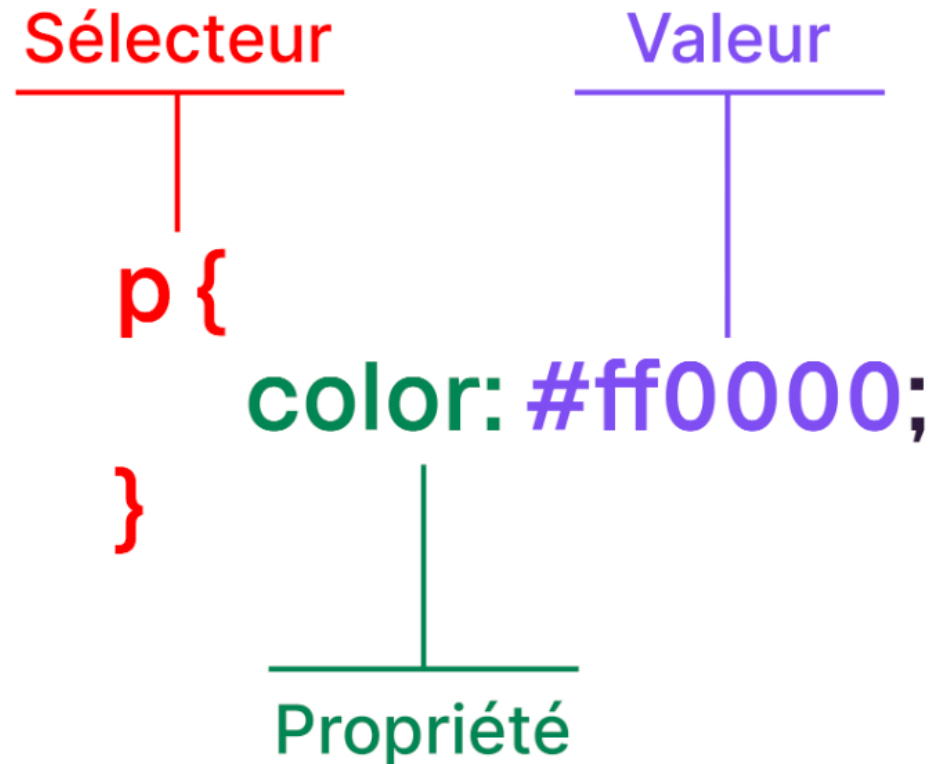 Sélecteur
Valeur
p {
color: #ff0000;
}
Propriété